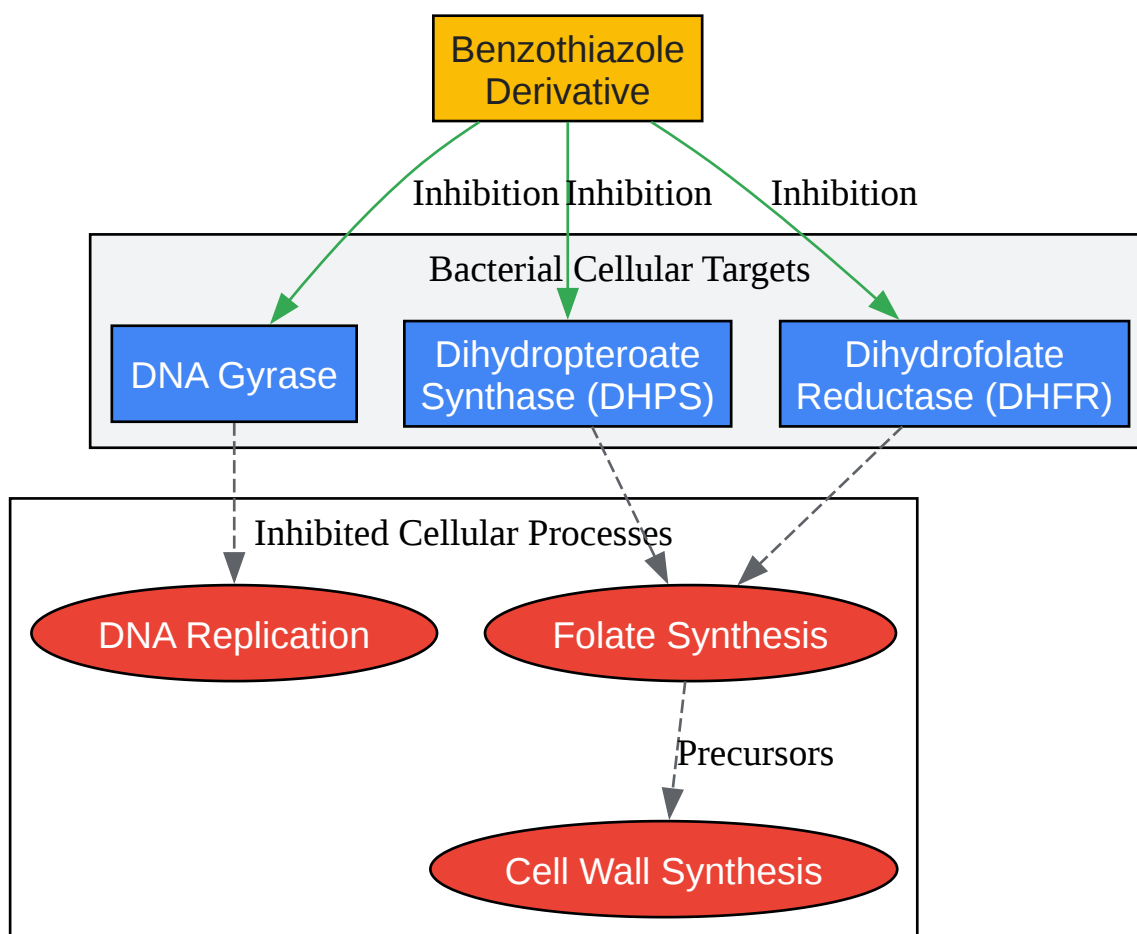 Benzothiazole
Derivative
Inhibition
Inhibition
Inhibition
Bacterial Cellular Targets
DNA Gyrase
Dihydropteroate
Synthase (DHPS)
Dihydrofolate
Reductase (DHFR)
Inhibited Cellular Processes
DNA Replication
Folate Synthesis
Precursors
Cell Wall Synthesis